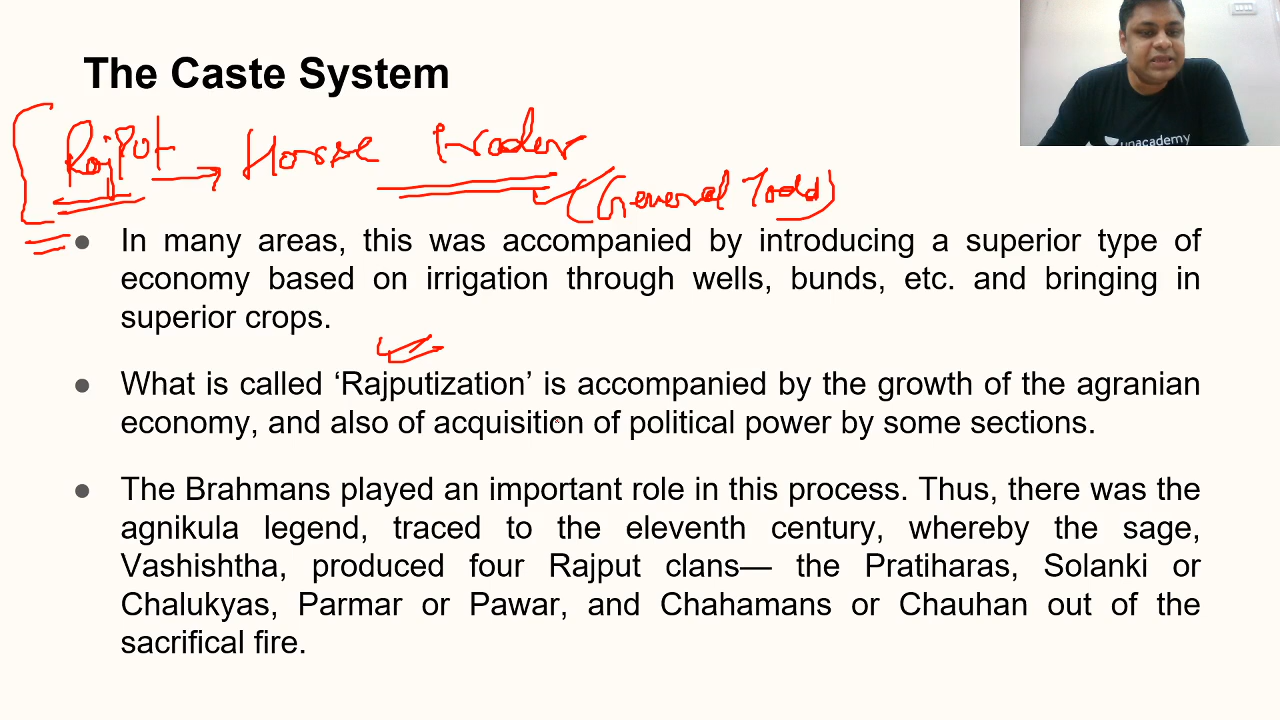 The Caste System
Rajput → Horse trader
(General Todd)
● In many areas, this was accompanied by introducing a superior type of
economy based on irrigation through wells, bunds, etc. and bringing in
superior crops.
● What is called ‘Rajputization’ is accompanied by the growth of the agranian
economy, and also of acquisition of political power by some sections.
● The Brahmans played an important role in this process. Thus, there was the
agnikula legend, traced to the eleventh century, whereby the sage,
Vashishtha, produced four Rajput clans— the Pratiharas, Solanki or
Chalukyas, Parmar or Pawar, and Chahamans or Chauhan out of the
sacrifical fire.
unacademy